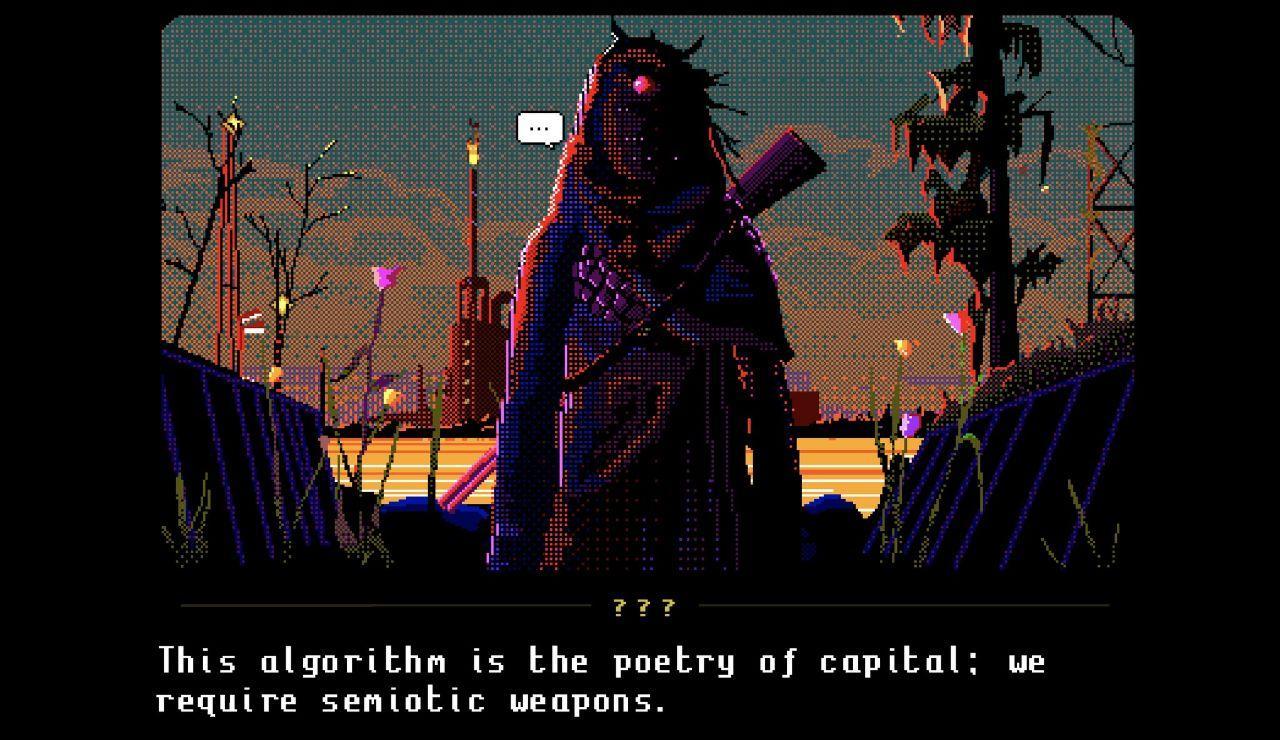 ...
? ? ?
This algorithm is the poetry of capital; we
require semiotic weapons.